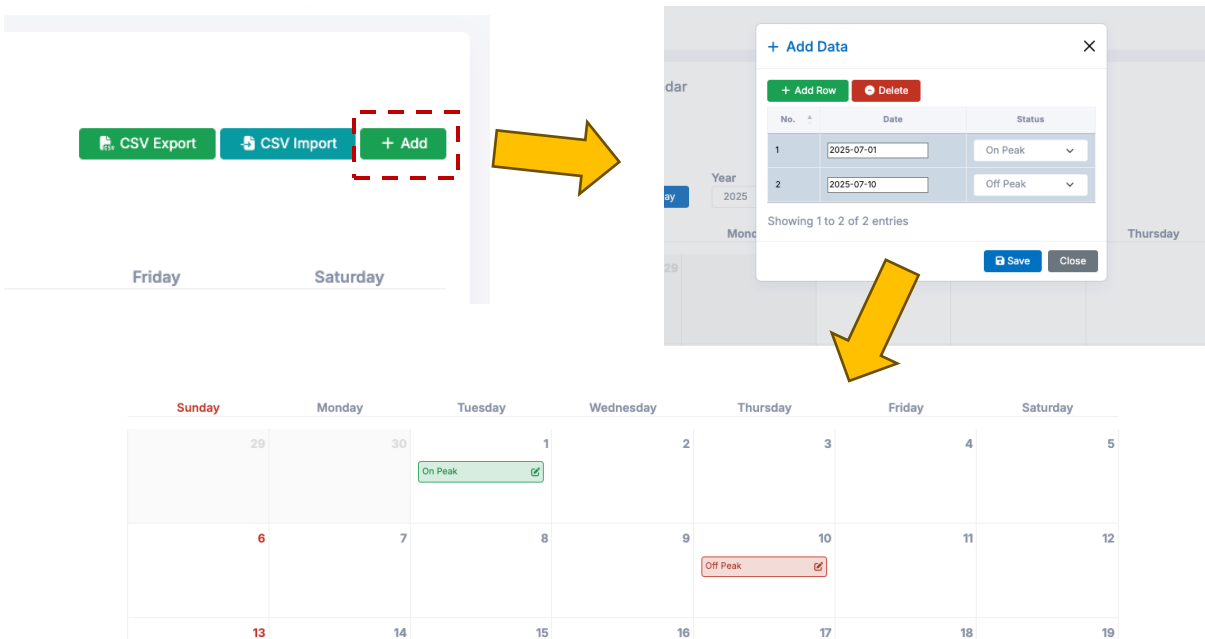 CSV Export
CSV Import
+ Add
Friday Saturday
+ Add Data
dar
+ Add Row Delete
No. Date Status
1 2025-07-01 On Peak
2 2025-07-10 Off Peak
Showing 1 to 2 of 2 entries
Save Close
Year
ay 2025
Mond Thursday
29
Sunday Monday Tuesday Wednesday Thursday Friday Saturday
29 30 1 2 3 4 5
On Peak
6 7 8 9 10 11 12
Off Peak
13 14 15 16 17 18 19